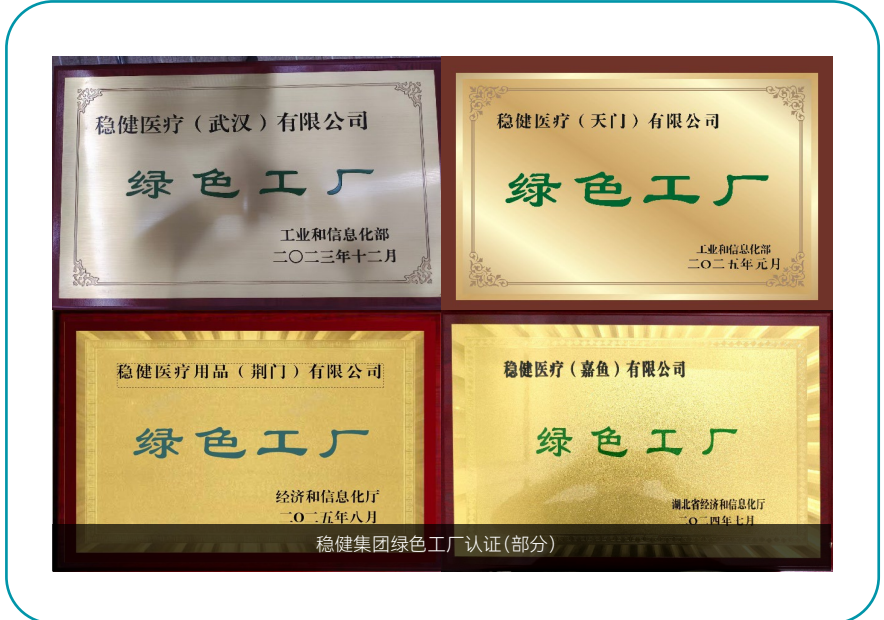 稳健医疗（武汉）有限公司
绿色工厂
工业和信息化部
二〇二三年十二月
稳健医疗（天门）有限公司
绿色工厂
工业和信息化部
二〇二五年元月
稳健医疗用品（荆门）有限公司
绿色工厂
经济和信息化厅
二〇二五年八月
稳健医疗（嘉鱼）有限公司
绿色工厂
湖北省经济和信息化厅
二〇二四年七月
稳健集团绿色工厂认证(部分)